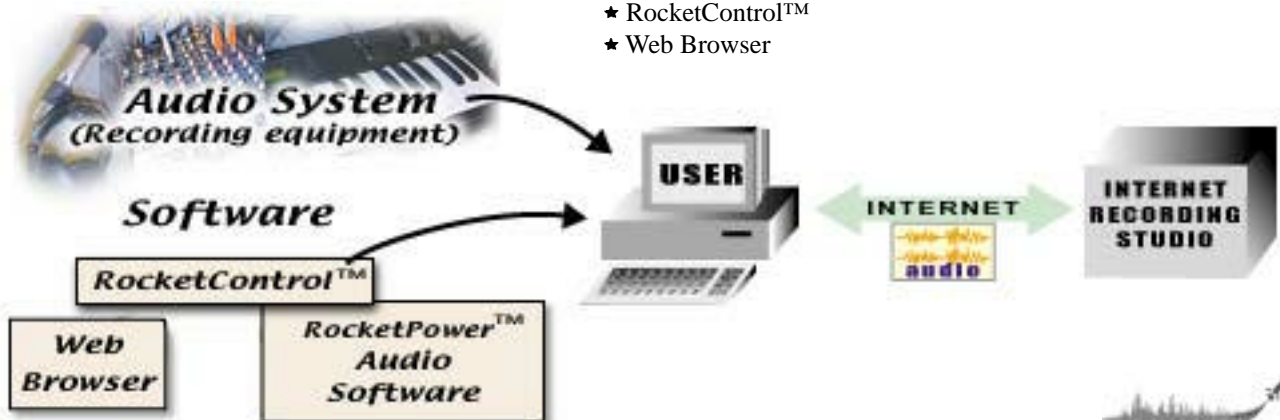 ★ RocketControl™
★ Web Browser
Audio System
(Recording equipment)
Software
RocketControl™
Web
Browser
RocketPower™
Audio
Software
USER
INTERNET
audio
INTERNET
RECORDING
STUDIO